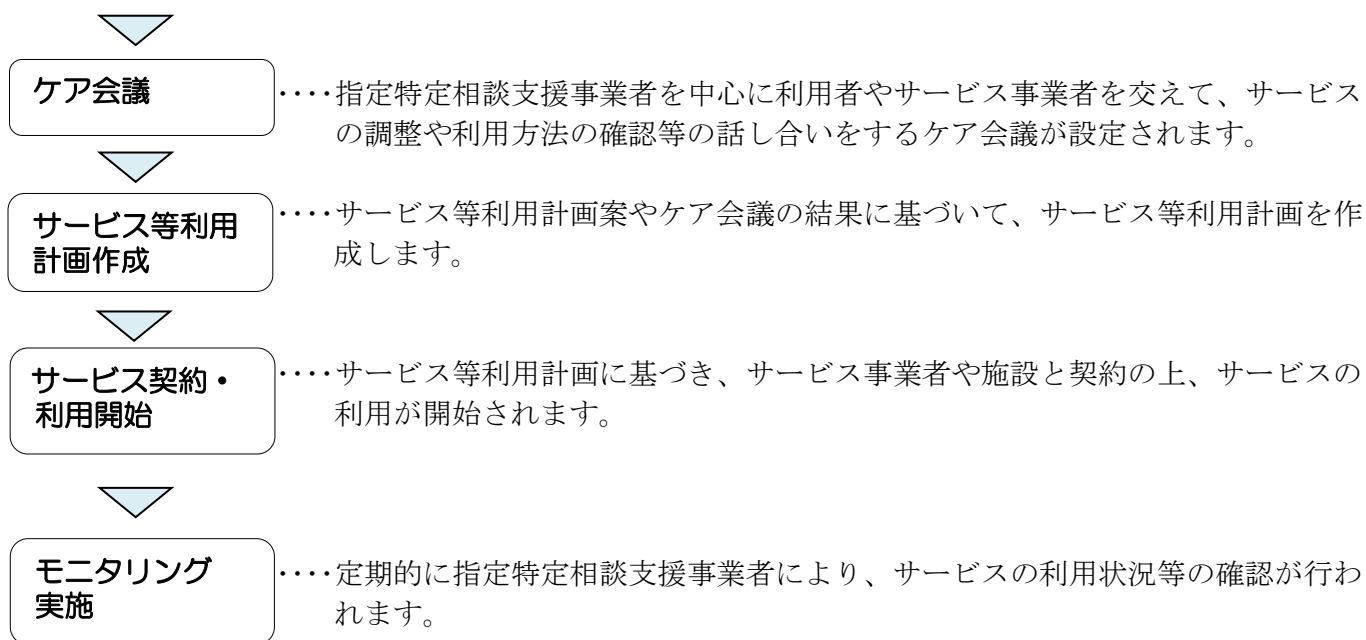 ケア会議
‥‥指定特定相談支援事業者を中心に利用者やサービス事業者を交えて、サービス
の調整や利用方法の確認等の話し合いをするケア会議が設定されます。
サービス等利用
計画作成
‥‥サービス等利用計画案やケア会議の結果に基づいて、サービス等利用計画を作
成します。
サービス契約・
利用開始
‥‥サービス等利用計画に基づき、サービス事業者や施設と契約の上、サービスの
利用が開始されます。
モニタリング
実施
‥‥定期的に指定特定相談支援事業者により、サービスの利用状況等の確認が行わ
れます。